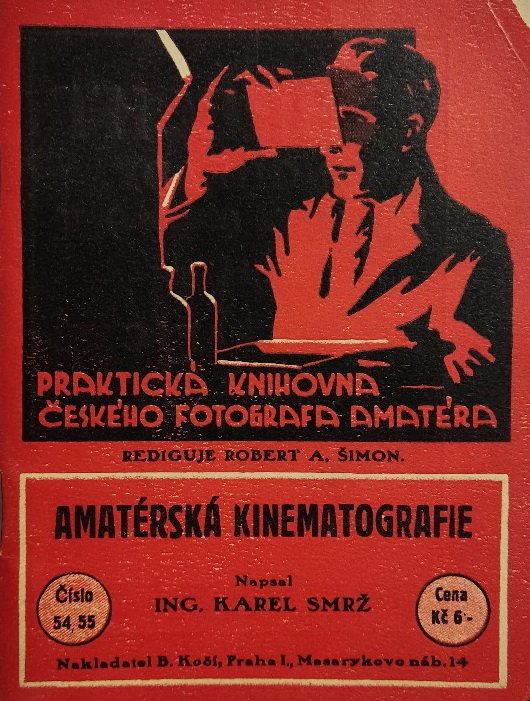 PRAKTICKÁ KNIHOVNA —
ČESKÉHO FOTOGRAFA AMATÉRA
REDIGUJE ROBERT A. ŠIMON.
AMATÉRSKÁ KINEMATOGRAFIE
Napsal
ING. KAREL SMRŽ
Číslo
54, 55
Cena
Kč 6·-
Nakladatel B. Kočí, Praha I., Masarykovo náb. 14